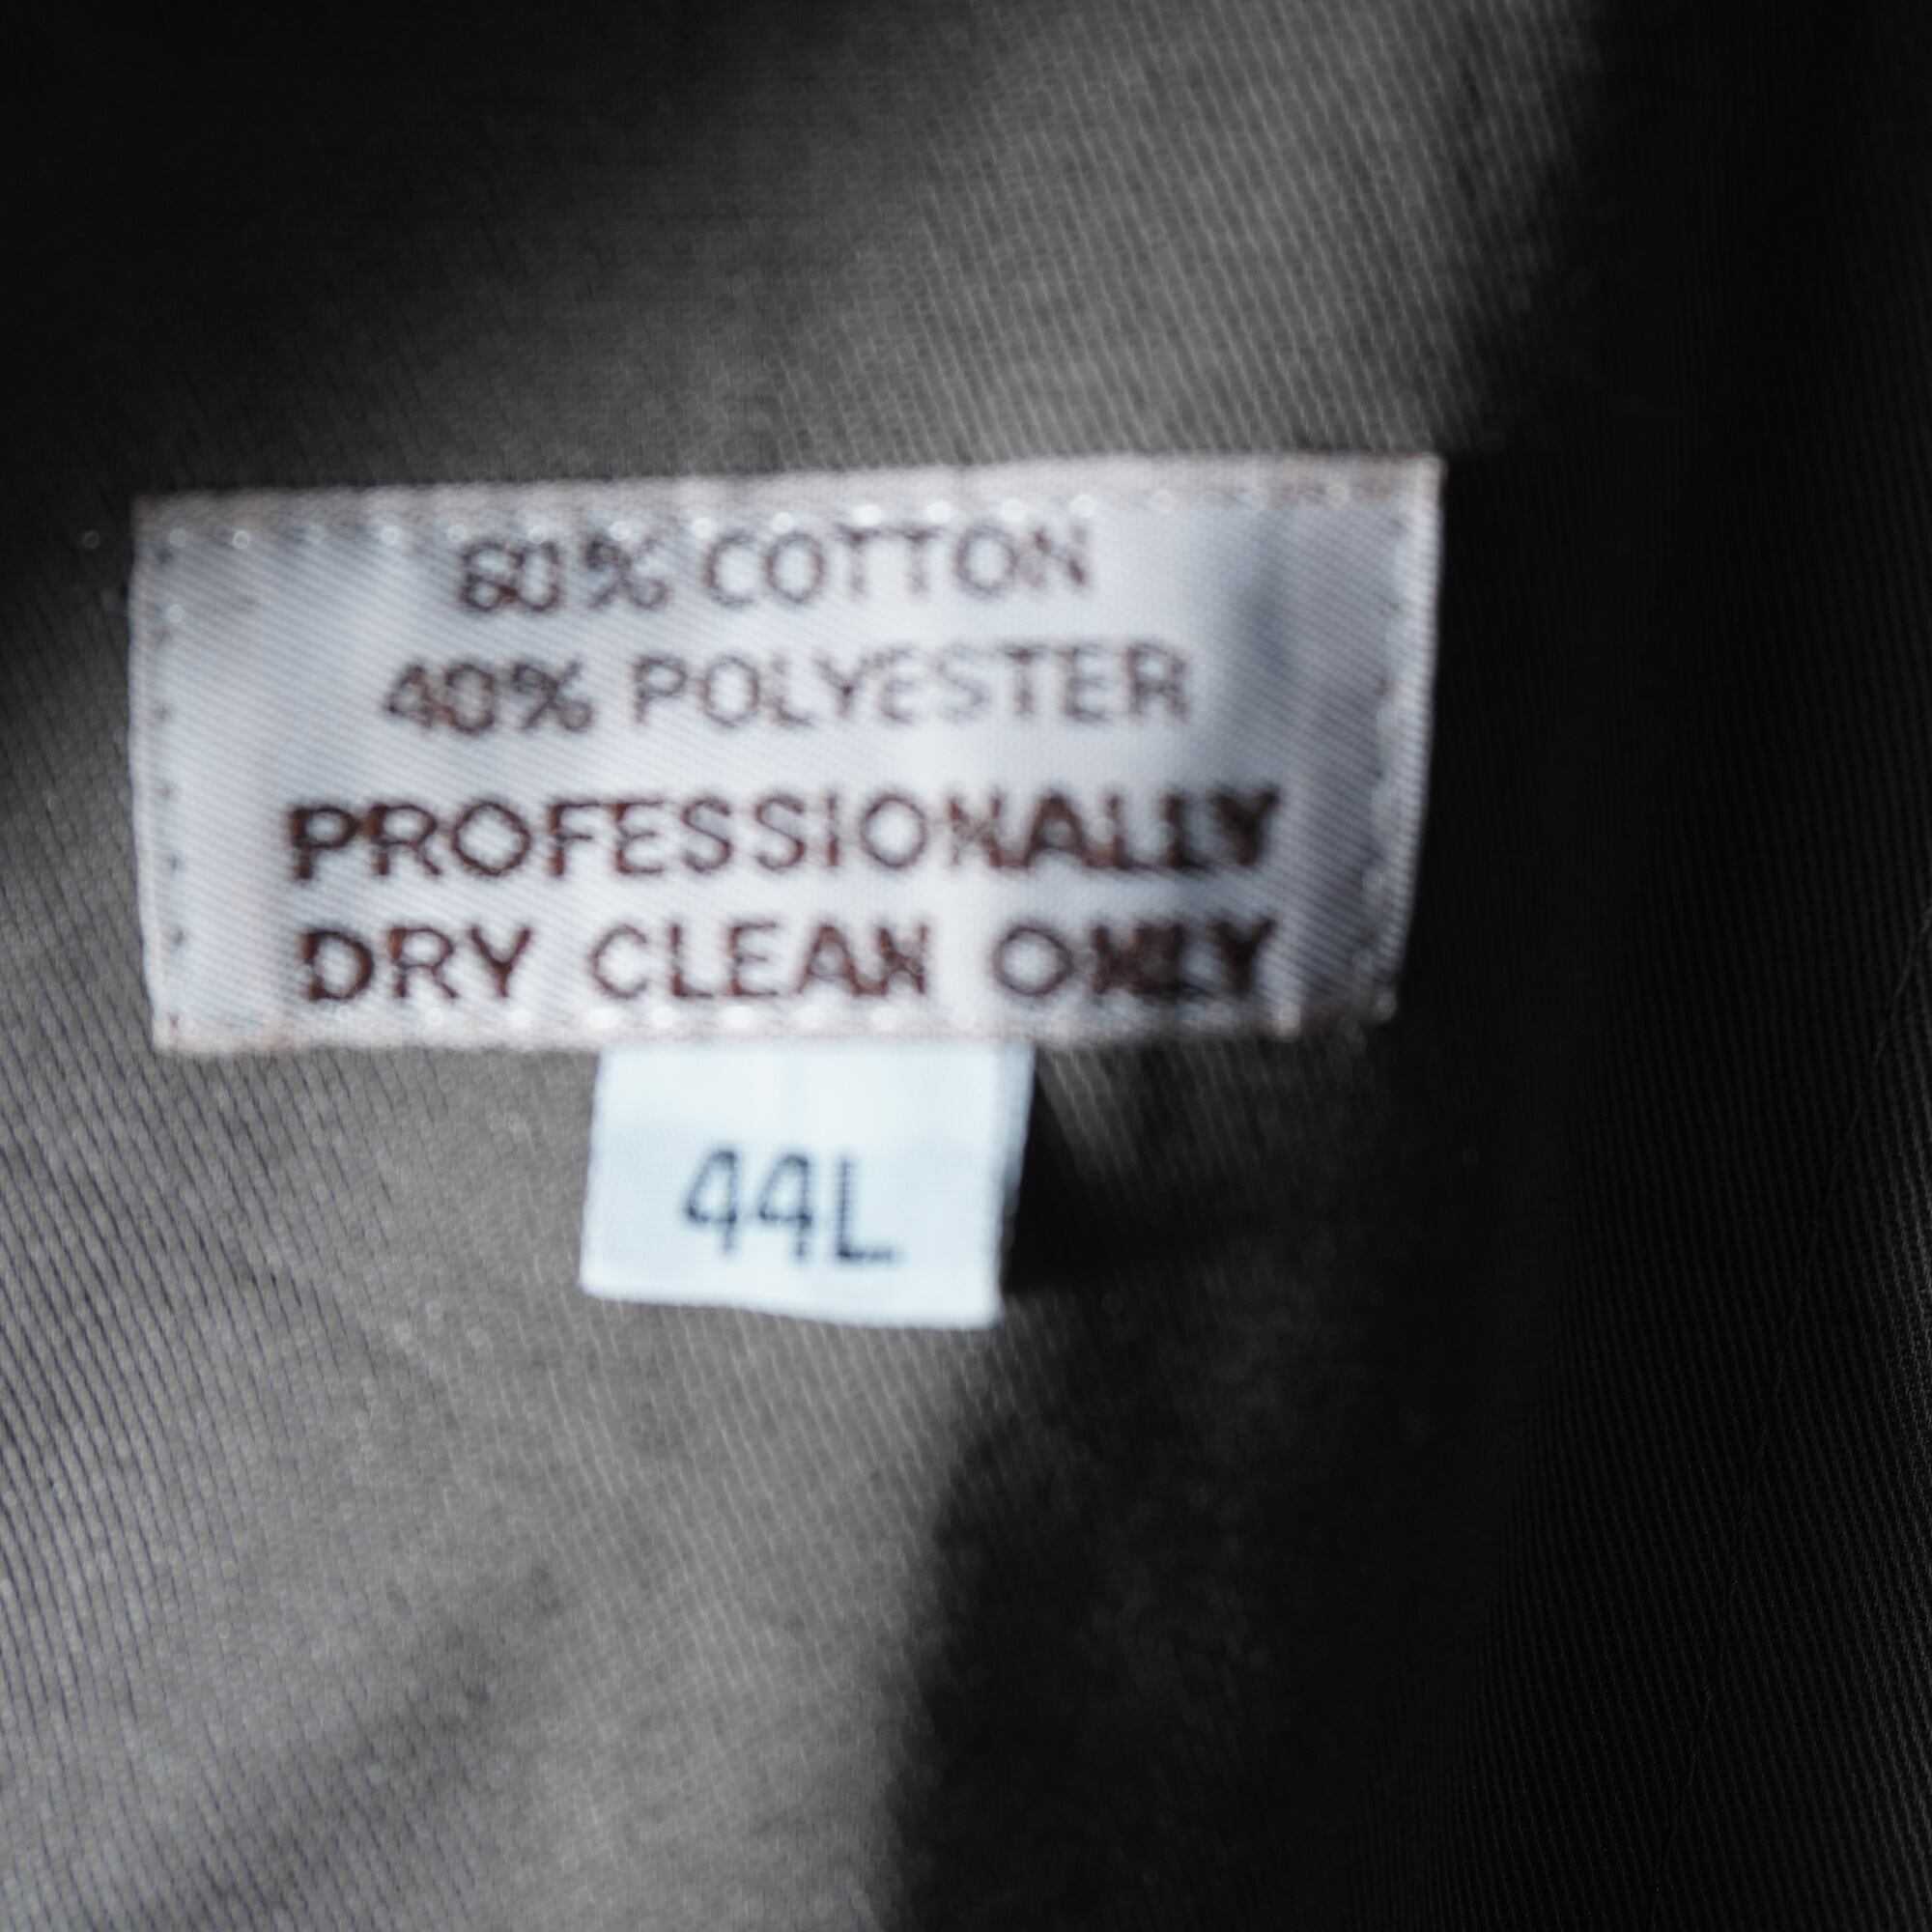 60% COTTON
40% POLYESTER
PROFESSIONALLY
DRY CLEAN ONLY
44L